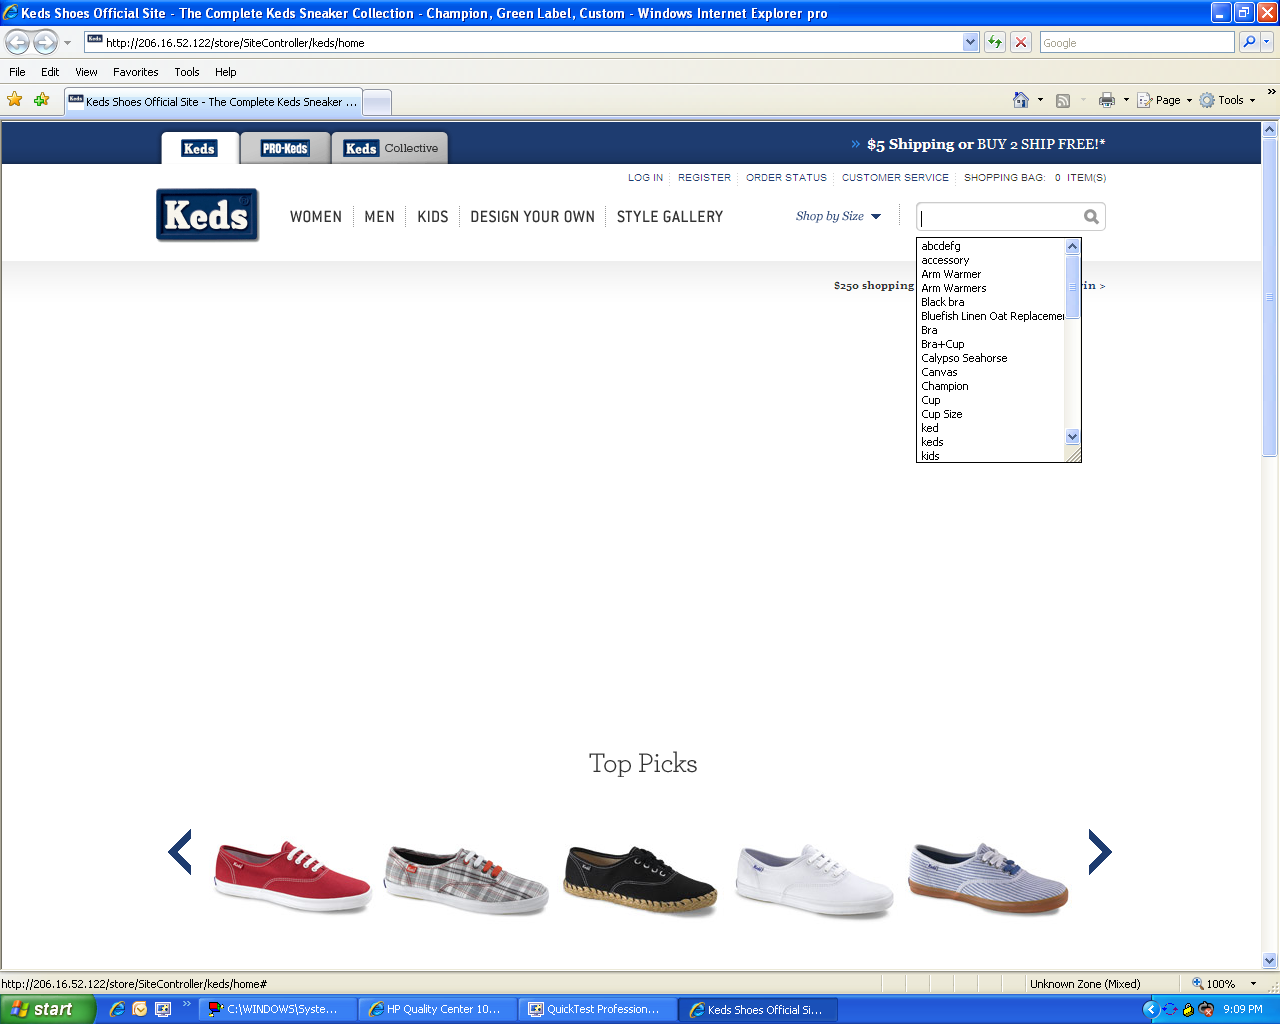 Keds Shoes Official Site - The Complete Keds Sneaker Collection - Champion, Green Label, Custom - Windows Internet Explorer pro
http://206.16.52.122/store/SiteController/keds/home
Google
File Edit View Favorites Tools Help
Keds Shoes Official Site - The Complete Keds Sneaker ...
Page Tools
Keds PRO-Keds Keds Collective
» $5 Shipping or BUY 2 SHIP FREE!*
LOG IN REGISTER ORDER STATUS CUSTOMER SERVICE SHOPPING BAG: 0 ITEM(S)
Keds
WOMEN MEN KIDS DESIGN YOUR OWN STYLE GALLERY
Shop by Size
abcdefg
accessory
Arm Warmer
Arm Warmers
Black bra
Bluefish Linen Oat Replacemen
Bra
Bra+Cup
Calypso Seahorse
Canvas
Champion
Cup
Cup Size
ked
keds
kids
$250 shopping in >
Top Picks
http://206.16.52.122/store/SiteController/keds/home#
Unknown Zone (Mixed)
100%
start
C:\WINDOWS\Syste...
HP Quality Center 10...
QuickTest Profession...
Keds Shoes Official Si...
9:09 PM